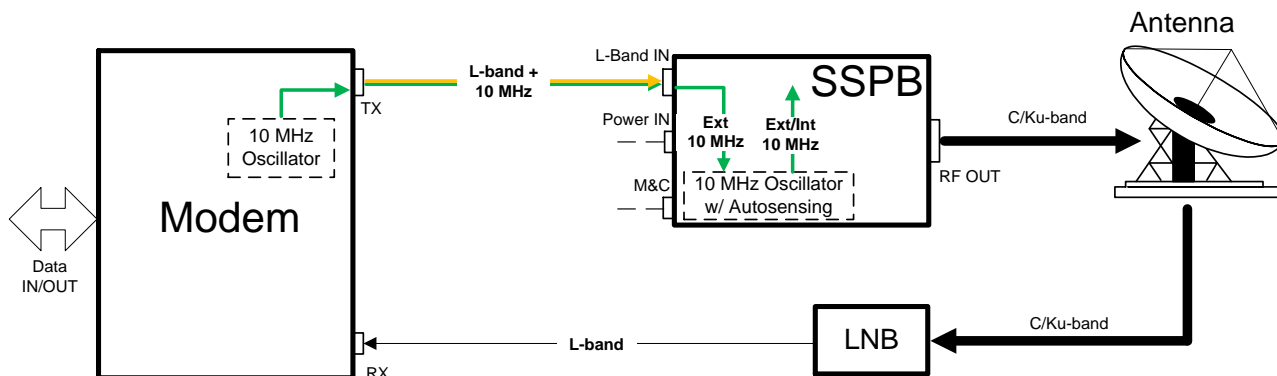 Antenna
L-Band IN
SSPB
L-band +
10 MHz
TX
10 MHz
Oscillator
Power IN
Ext
10 MHz
Ext/Int
10 MHz
C/Ku-band
RF OUT
M&C
10 MHz Oscillator
w/ Autosensing
Modem
Data
IN/OUT
C/Ku-band
LNB
L-band
RX